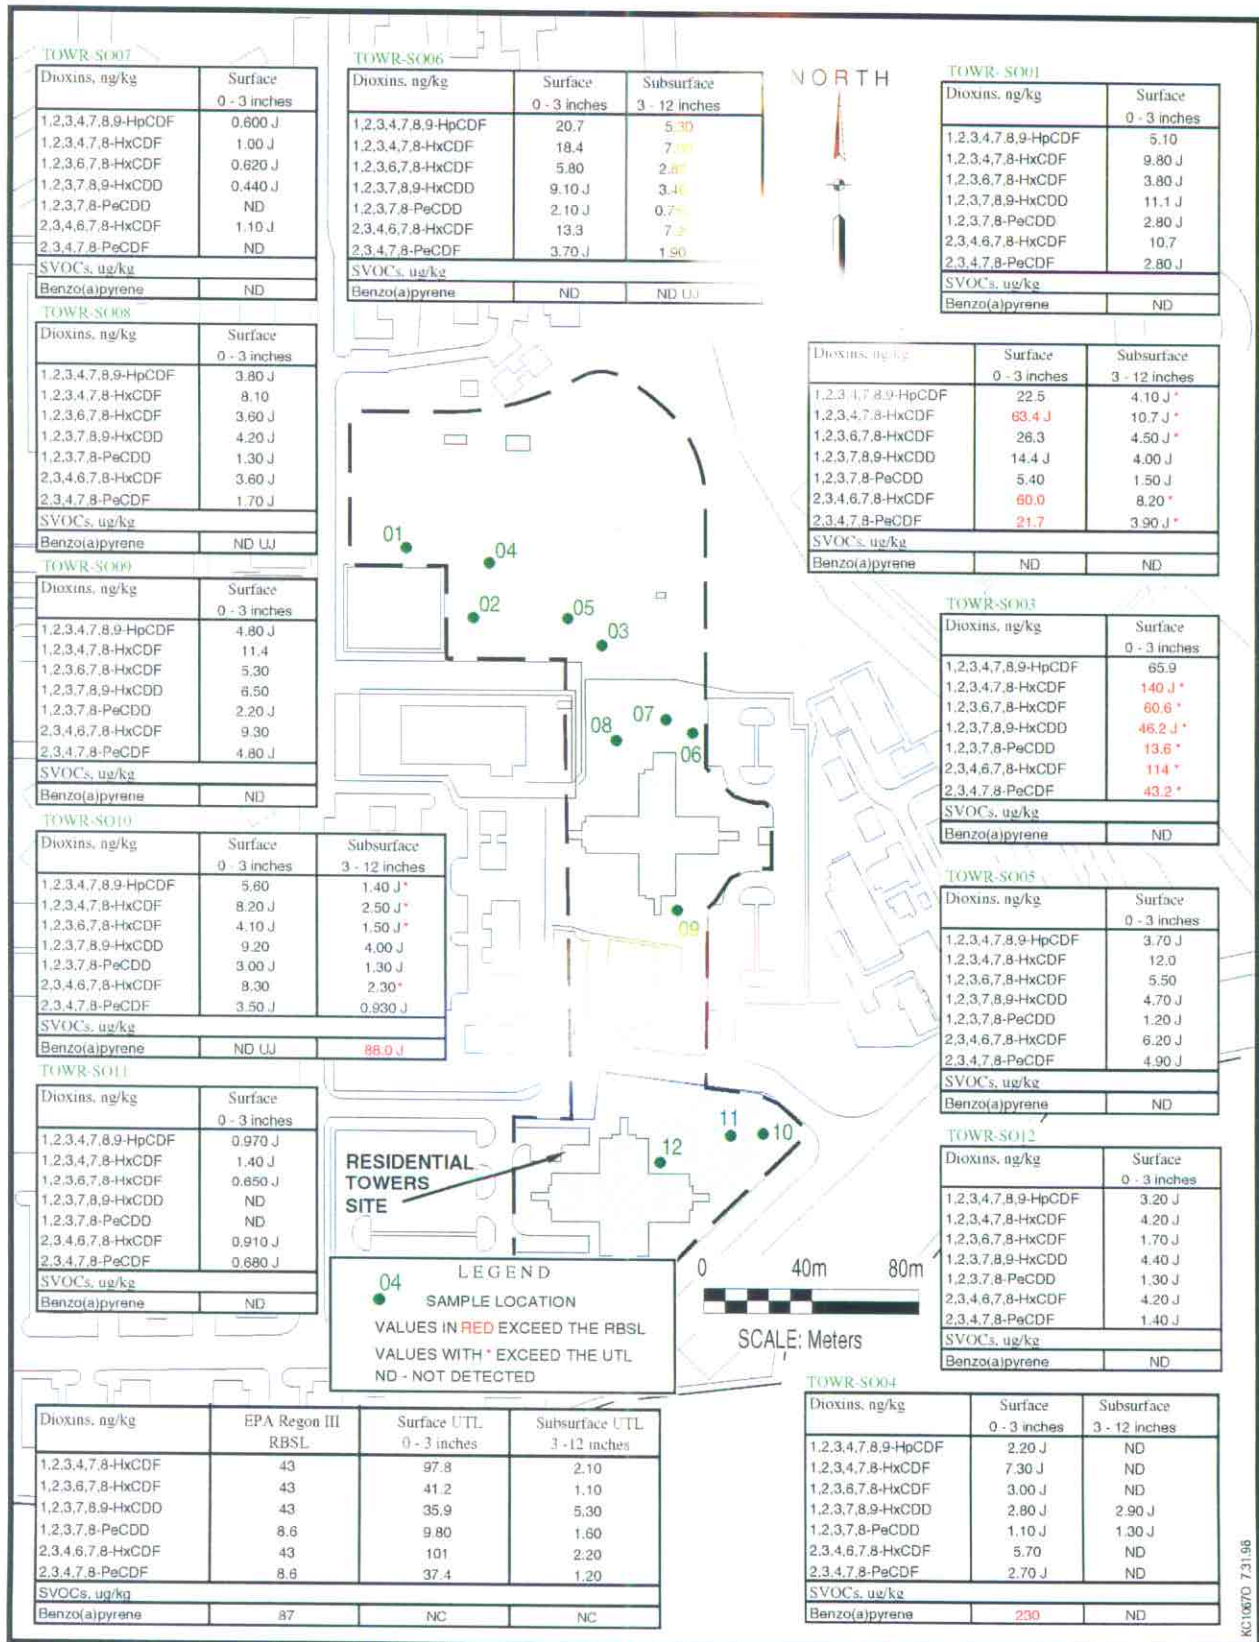 TOWR-SO07
Dioxins, ng/kg Surface
0 - 3 inches
1,2,3,4,7,8,9-HpCDF 0.600 J
1,2,3,4,7,8-HxCDF 1.00 J
1,2,3,6,7,8-HxCDF 0.620 J
1,2,3,7,8,9-HxCDD 0.440 J
1,2,3,7,8-PeCDD ND
2,3,4,6,7,8-HxCDF 1.10 J
2,3,4,7,8-PeCDF ND
SVOCs, ug/kg
Benzo(a)pyrene ND
TOWR-SO06
Dioxins, ng/kg Surface Subsurface
0 - 3 inches 3 - 12 inches
1,2,3,4,7,8,9-HpCDF 20.7 5.30
1,2,3,4,7,8-HxCDF 18.4
1,2,3,6,7,8-HxCDF 5.80
1,2,3,7,8,9-HxCDD 9.10 J
1,2,3,7,8-PeCDD 2.10 J
2,3,4,6,7,8-HxCDF 13.3
2,3,4,7,8-PeCDF 3.70 J 1.90
SVOCs, ug/kg
Benzo(a)pyrene ND ND UJ
NORTH
TOWR- SO01
Dioxins, ng/kg Surface
0 - 3 inches
1,2,3,4,7,8,9-HpCDF 5.10
1,2,3,4,7,8-HxCDF 9.80 J
1,2,3,6,7,8-HxCDF 3.80 J
1,2,3,7,8,9-HxCDD 11.1 J
1,2,3,7,8-PeCDD 2.80 J
2,3,4,6,7,8-HxCDF 10.7
2,3,4,7,8-PeCDF 2.80 J
SVOCs, ug/kg
Benzo(a)pyrene ND
TOWR-SO08
Dioxins, ng/kg Surface
0 - 3 inches
1,2,3,4,7,8,9-HpCDF 3.80 J
1,2,3,4,7,8-HxCDF 8.10
1,2,3,6,7,8-HxCDF 3.60 J
1,2,3,7,8,9-HxCDD 4.20 J
1,2,3,7,8-PeCDD 1.30 J
2,3,4,6,7,8-HxCDF 3.60 J
2,3,4,7,8-PeCDF 1.70 J
SVOCs, ug/kg
Benzo(a)pyrene ND UJ
Dioxins, ng/kg Surface Subsurface
0 - 3 inches 3 - 12 inches
1,2,3,4,7,8,9-HpCDF 22.5 4.10 J *
1,2,3,4,7,8-HxCDF 63.4 J 10.7 J *
1,2,3,6,7,8-HxCDF 26.3 4.50 J *
1,2,3,7,8,9-HxCDD 14.4 J 4.00 J
1,2,3,7,8-PeCDD 5.40 1.50 J
2,3,4,6,7,8-HxCDF 60.0 8.20 *
2,3,4,7,8-PeCDF 21.7 3.90 J *
SVOCs, ug/kg
Benzo(a)pyrene ND ND
TOWR-SO09
Dioxins, ng/kg Surface
0 - 3 inches
1,2,3,4,7,8,9-HpCDF 4.80 J
1,2,3,4,7,8-HxCDF 11.4
1,2,3,6,7,8-HxCDF 5.30
1,2,3,7,8,9-HxCDD 6.50
1,2,3,7,8-PeCDD 2.20 J
2,3,4,6,7,8-HxCDF 9.30
2,3,4,7,8-PeCDF 4.80 J
SVOCs, ug/kg
Benzo(a)pyrene ND
01
04
02
05
03
07
08
06
09
TOWR-SO03
Dioxins, ng/kg Surface
0 - 3 inches
1,2,3,4,7,8,9-HpCDF 65.9
1,2,3,4,7,8-HxCDF 140 J *
1,2,3,6,7,8-HxCDF 60.6 *
1,2,3,7,8,9-HxCDD 46.2 J *
1,2,3,7,8-PeCDD 13.6 *
2,3,4,6,7,8-HxCDF 114 *
2,3,4,7,8-PeCDF 43.2 *
SVOCs, ug/kg
Benzo(a)pyrene ND
TOWR-SO10
Dioxins, ng/kg Surface Subsurface
0 - 3 inches 3 - 12 inches
1,2,3,4,7,8,9-HpCDF 5.60 1.40 J *
1,2,3,4,7,8-HxCDF 8.20 J 2.50 J *
1,2,3,6,7,8-HxCDF 4.10 J 1.50 J *
1,2,3,7,8,9-HxCDD 9.20 4.00 J
1,2,3,7,8-PeCDD 3.00 J 1.30 J
2,3,4,6,7,8-HxCDF 8.30 2.30 *
2,3,4,7,8-PeCDF 3.50 J 0.930 J
SVOCs, ug/kg
Benzo(a)pyrene ND UJ 88.0 J
TOWR-SO05
Dioxins, ng/kg Surface
0 - 3 inches
1,2,3,4,7,8,9-HpCDF 3.70 J
1,2,3,4,7,8-HxCDF 12.0
1,2,3,6,7,8-HxCDF 5.50
1,2,3,7,8,9-HxCDD 4.70 J
1,2,3,7,8-PeCDD 1.20 J
2,3,4,6,7,8-HxCDF 6.20 J
2,3,4,7,8-PeCDF 4.90 J
SVOCs, ug/kg
Benzo(a)pyrene ND
TOWR-SO11
Dioxins, ng/kg Surface
0 - 3 inches
1,2,3,4,7,8,9-HpCDF 0.970 J
1,2,3,4,7,8-HxCDF 1.40 J
1,2,3,6,7,8-HxCDF 0.650 J
1,2,3,7,8,9-HxCDD ND
1,2,3,7,8-PeCDD ND
2,3,4,6,7,8-HxCDF 0.910 J
2,3,4,7,8-PeCDF 0.680 J
SVOCs, ug/kg
Benzo(a)pyrene ND
11
10
12
RESIDENTIAL
TOWERS
SITE
TOWR-SO12
Dioxins, ng/kg Surface
0 - 3 inches
1,2,3,4,7,8,9-HpCDF 3.20 J
1,2,3,4,7,8-HxCDF 4.20 J
1,2,3,6,7,8-HxCDF 1.70 J
1,2,3,7,8,9-HxCDD 4.40 J
1,2,3,7,8-PeCDD 1.30 J
2,3,4,6,7,8-HxCDF 4.20 J
2,3,4,7,8-PeCDF 1.40 J
SVOCs, ug/kg
Benzo(a)pyrene ND
LEGEND
04
SAMPLE LOCATION
VALUES IN RED EXCEED THE RBSL
VALUES WITH * EXCEED THE UTL
ND - NOT DETECTED
0 40m 80m
SCALE: Meters
Dioxins, ng/kg EPA Regon III Surface UTL Subsurface UTL
RBSL 0 - 3 inches 3 -12 inches
1,2,3,4,7,8-HxCDF 43 97.8 2.10
1,2,3,6,7,8-HxCDF 43 41.2 1.10
1,2,3,7,8,9-HxCDD 43 35.9 5.30
1,2,3,7,8-PeCDD 8.6 9.80 1.60
2,3,4,6,7,8-HxCDF 43 101 2.20
2,3,4,7,8-PeCDF 8.6 37.4 1.20
SVOCs, ug/kg
Benzo(a)pyrene 87 NC NC
TOWR-SO04
Dioxins, ng/kg Surface Subsurface
0 - 3 inches 3 - 12 inches
1,2,3,4,7,8,9-HpCDF 2.20 J ND
1,2,3,4,7,8-HxCDF 7.30 J ND
1,2,3,6,7,8-HxCDF 3.00 J ND
1,2,3,7,8,9-HxCDD 2.80 J 2.90 J
1,2,3,7,8-PeCDD 1.10 J 1.30 J
2,3,4,6,7,8-HxCDF 5.70 ND
2,3,4,7,8-PeCDF 2.70 J ND
SVOCs, ug/kg
Benzo(a)pyrene 230 ND
KC1067O 7.31.98